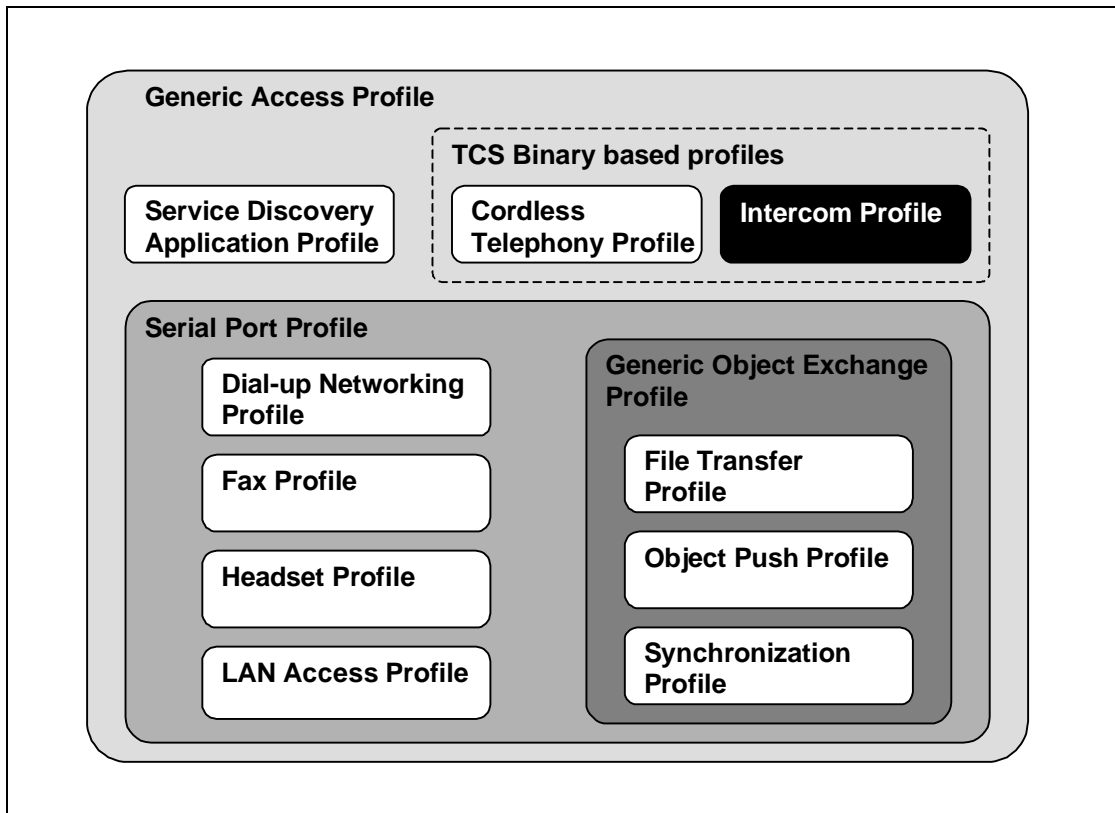 Generic Access Profile
TCS Binary based profiles
Service Discovery
Application Profile
Cordless
Telephony Profile
Intercom Profile
Serial Port Profile
Dial-up Networking
Profile
Fax Profile
Headset Profile
LAN Access Profile
Generic Object Exchange
Profile
File Transfer
Profile
Object Push Profile
Synchronization
Profile